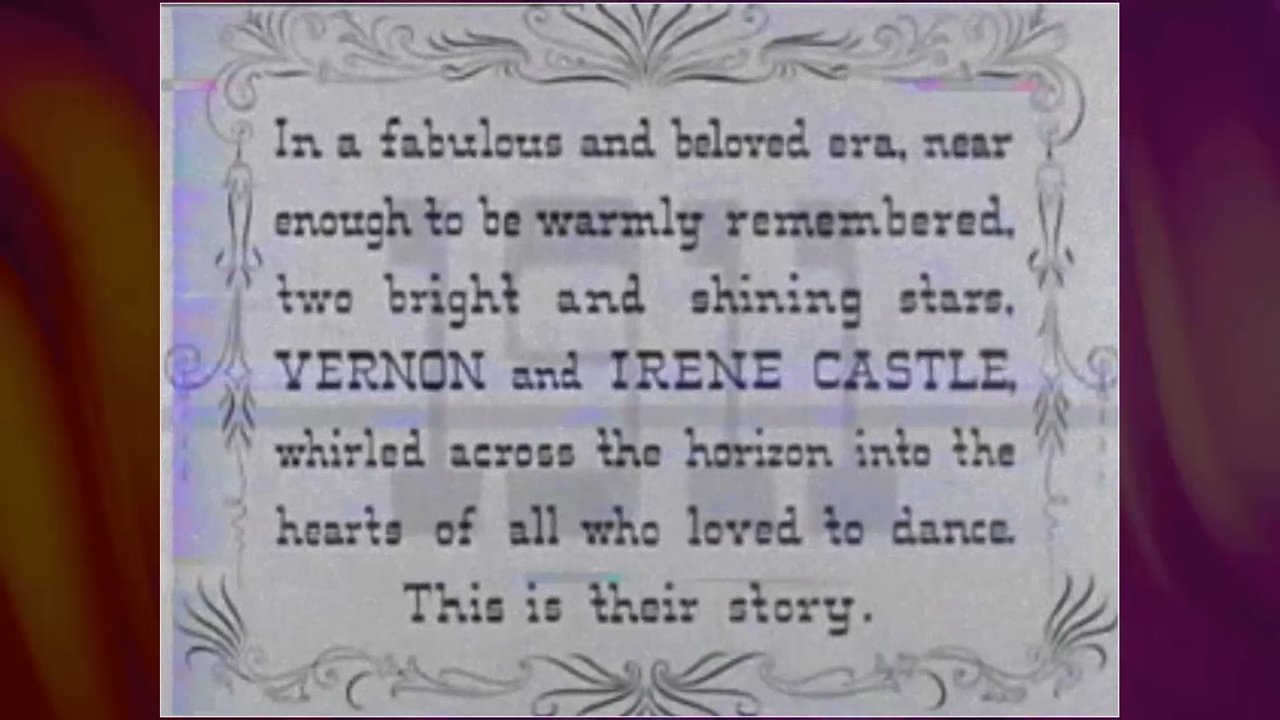 In a fabulous and beloved era, near
enough to be warmly remembered,
two bright and shining stars,
VERNON and IRENE CASTLE,
whirled across the horizon into the
hearts of all who loved to dance.
This is their story.
1911